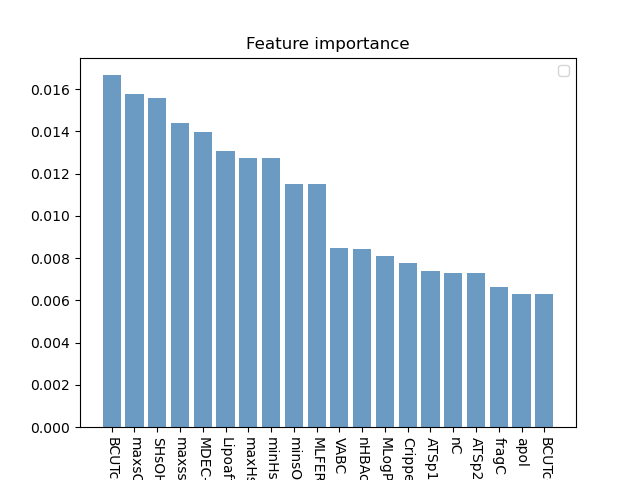 Feature importance
0.016
0.014
0.012
0.010
0.008
0.006
0.004
0.002
0.000
BCUTc
maxsO
SHsOH
maxss
MDEC-
Lipoaf
maxHs
minHs
minsO
MLFER
VABC
nHBAc
MLogP
Crippe
ATSp1
nC
ATSp2
fragC
apol
BCUTc